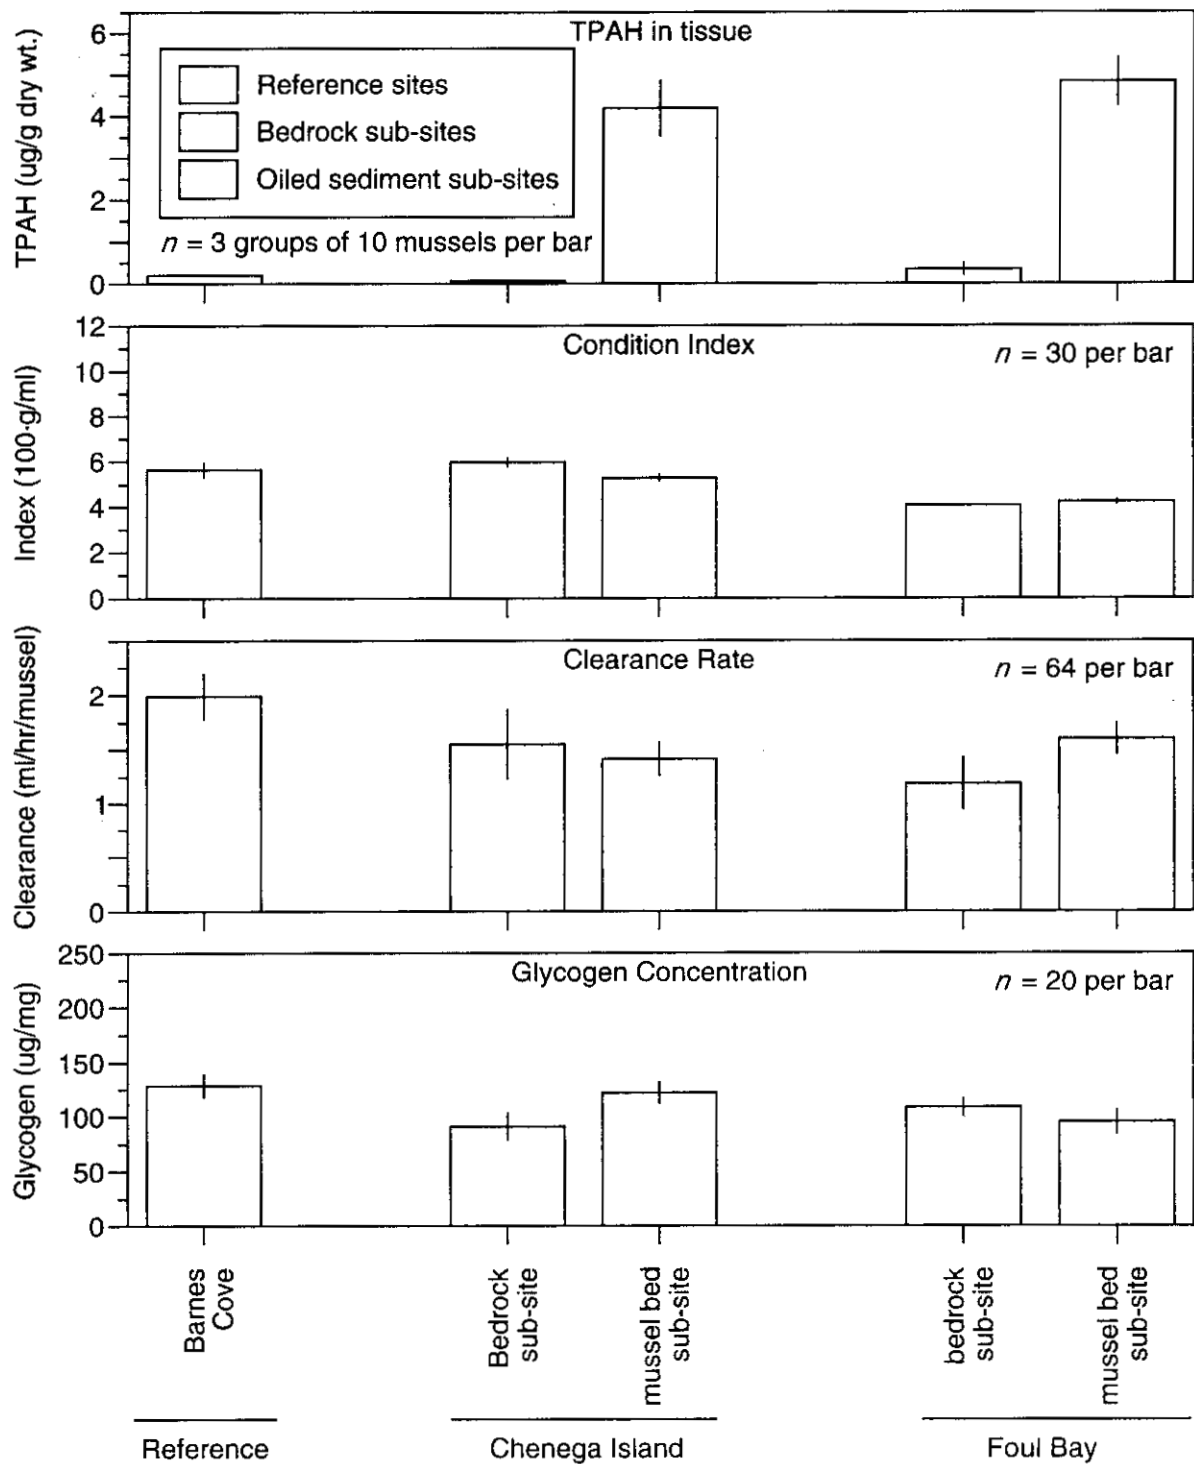 TPAH in tissue
TPAH (ug/g dry wt.)
6
4
2
0
Reference sites
Bedrock sub-sites
Oiled sediment sub-sites
n = 3 groups of 10 mussels per bar
Condition Index
n = 30 per bar
Index (100·g/ml)
12
10
8
6
4
2
0
Clearance Rate
n = 64 per bar
Clearance (ml/hr/mussel)
2
1
0
Glycogen Concentration
n = 20 per bar
Glycogen (ug/mg)
250
200
150
100
50
0
Barnes
Cove
Bedrock
sub-site
mussel bed
sub-site
bedrock
sub-site
mussel bed
sub-site
Reference
Chenega Island
Foul Bay